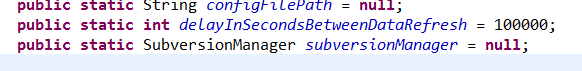 public static String configFilePath = null;
public static int delayInSecondsBetweenDataRefresh = 100000;
public static SubversionManager subversionManager = null;